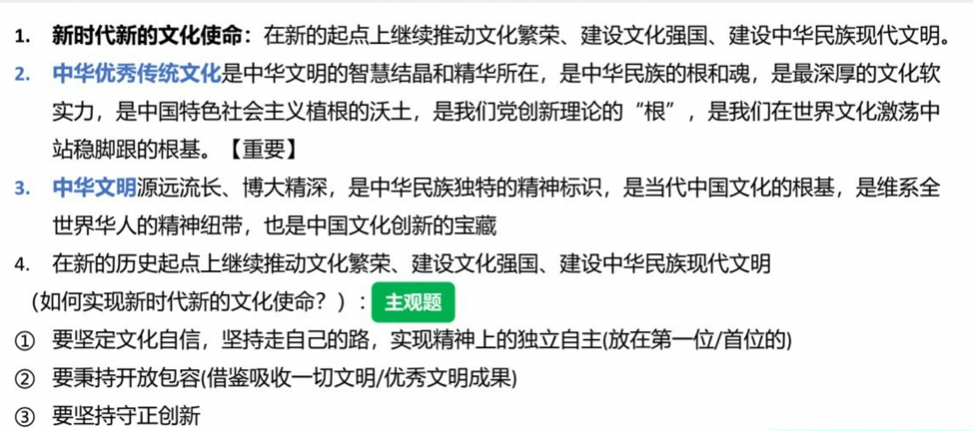 1. 新时代新的文化使命：在新的起点上继续推动文化繁荣、建设文化强国、建设中华民族现代文明。
2. 中华优秀传统文化是中华文明的智慧结晶和精华所在，是中华民族的根和魂，是最深厚的文化软
实力，是中国特色社会主义植根的沃土，是我们党创新理论的“根”，是我们在世界文化激荡中
站稳脚跟的根基。【重要】
3. 中华文明源远流长、博大精深，是中华民族独特的精神标识，是当代中国文化的根基，是维系全
世界华人的精神纽带，也是中国文化创新的宝藏
4. 在新的历史起点上继续推动文化繁荣、建设文化强国、建设中华民族现代文明
（如何实现新时代新的文化使命？）： 主观题
① 要坚定文化自信，坚持走自己的路，实现精神上的独立自主(放在第一位/首位的)
② 要秉持开放包容(借鉴吸收一切文明/优秀文明成果)
③ 要坚持守正创新